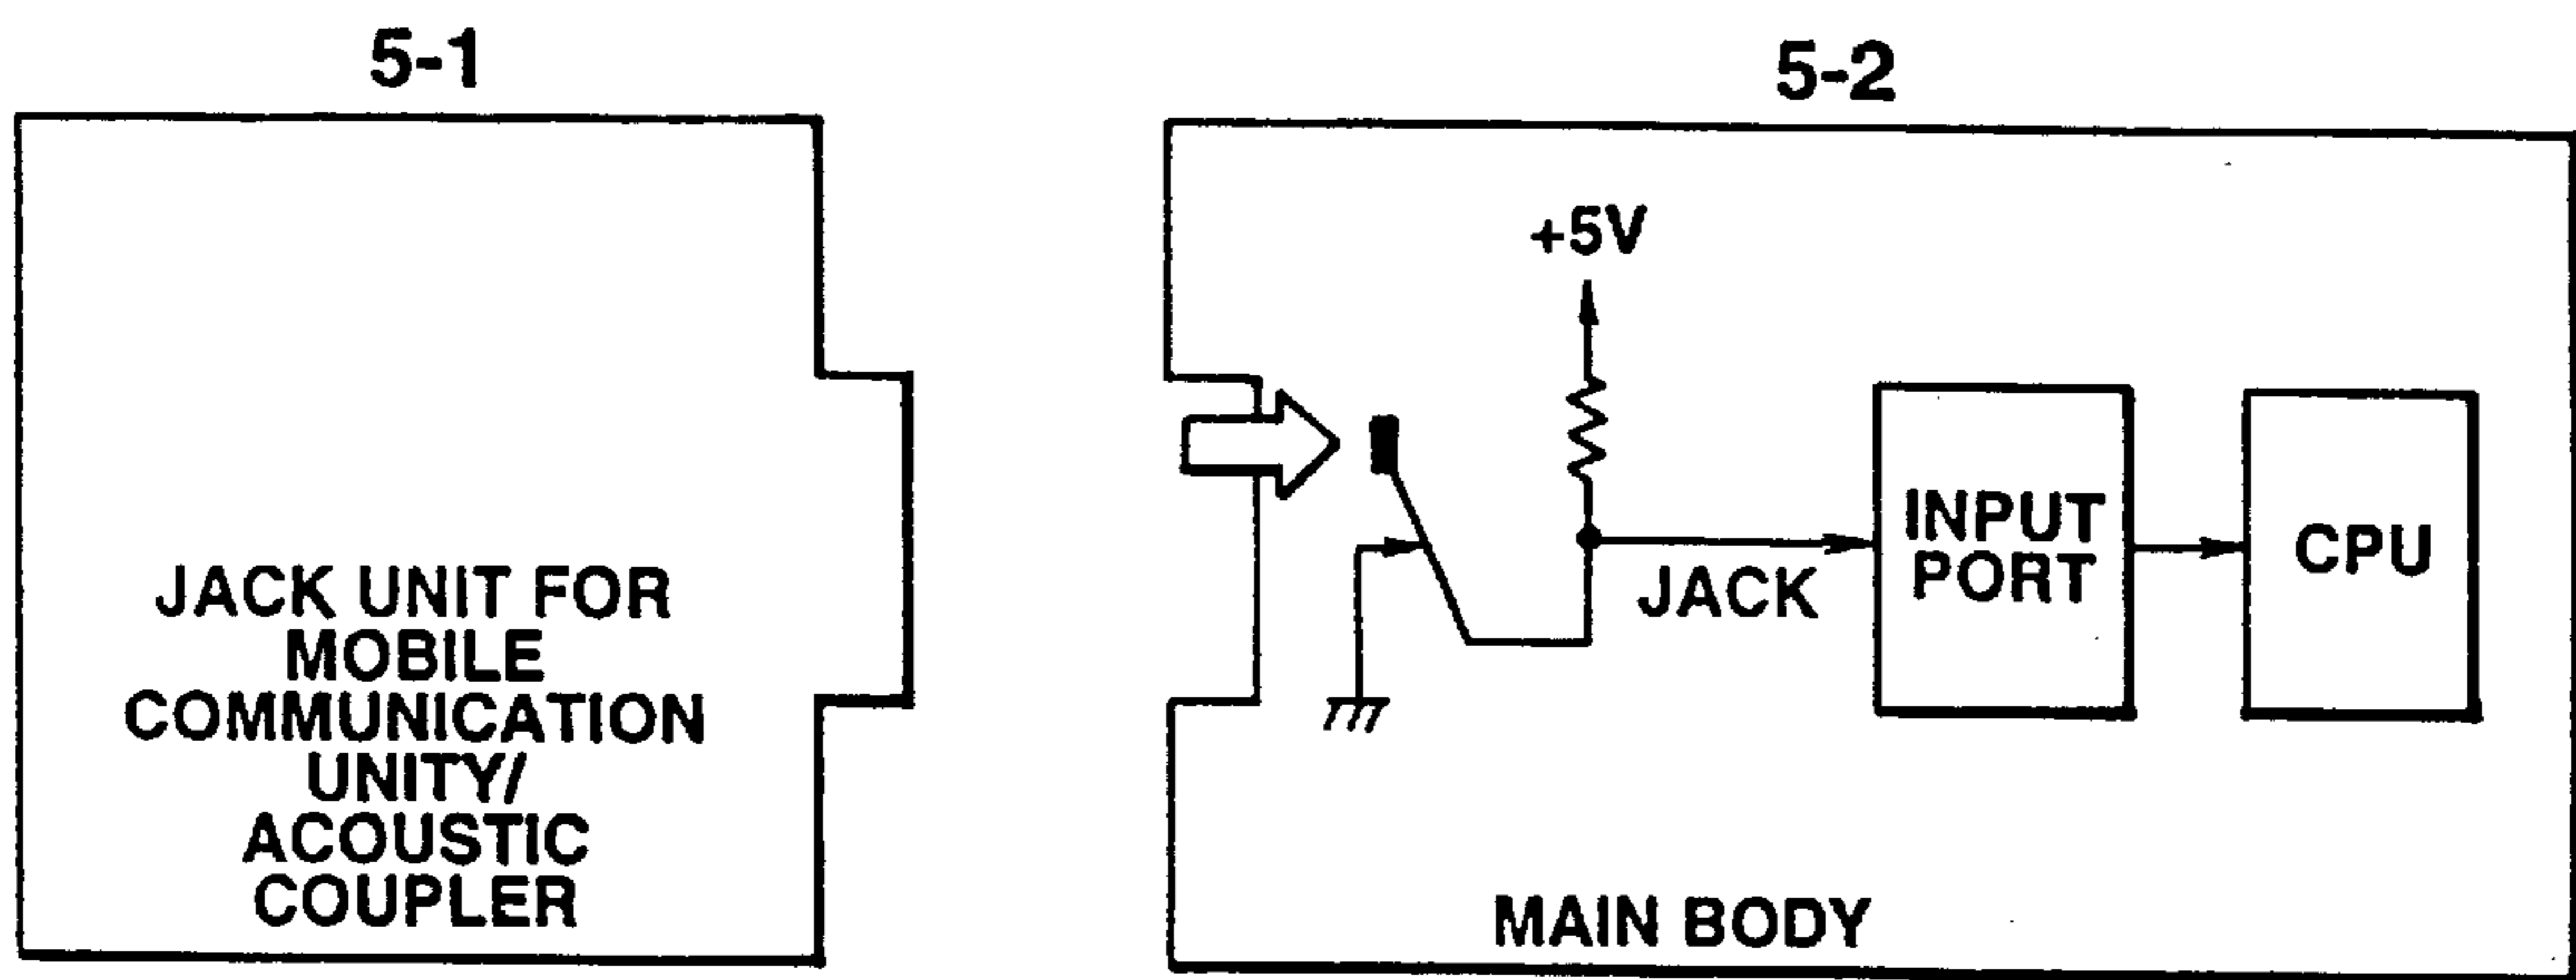 5-1
JACK UNIT FOR
MOBILE
COMMUNICATION
UNITY/
ACOUSTIC
COUPLER
5-2
+5V
JACK
INPUT
PORT
CPU
MAIN BODY